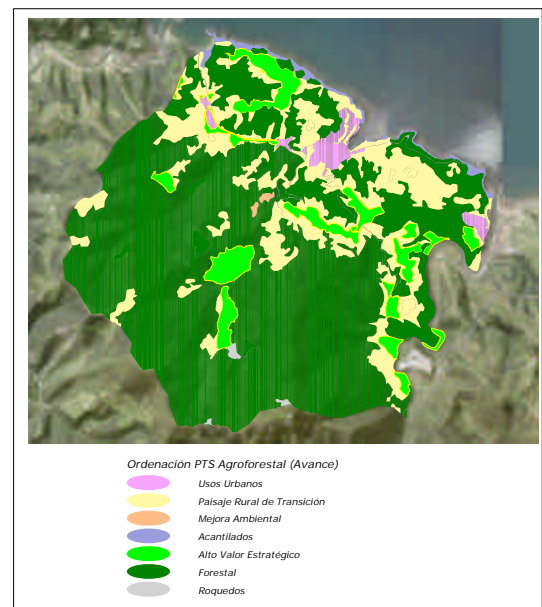 Ordenación PTS Agroforestal (Avance)
Usos Urbanos
Paisaje Rural de Transición
Mejora Ambiental
Acantilados
Alto Valor Estratégico
Forestal
Roquedos